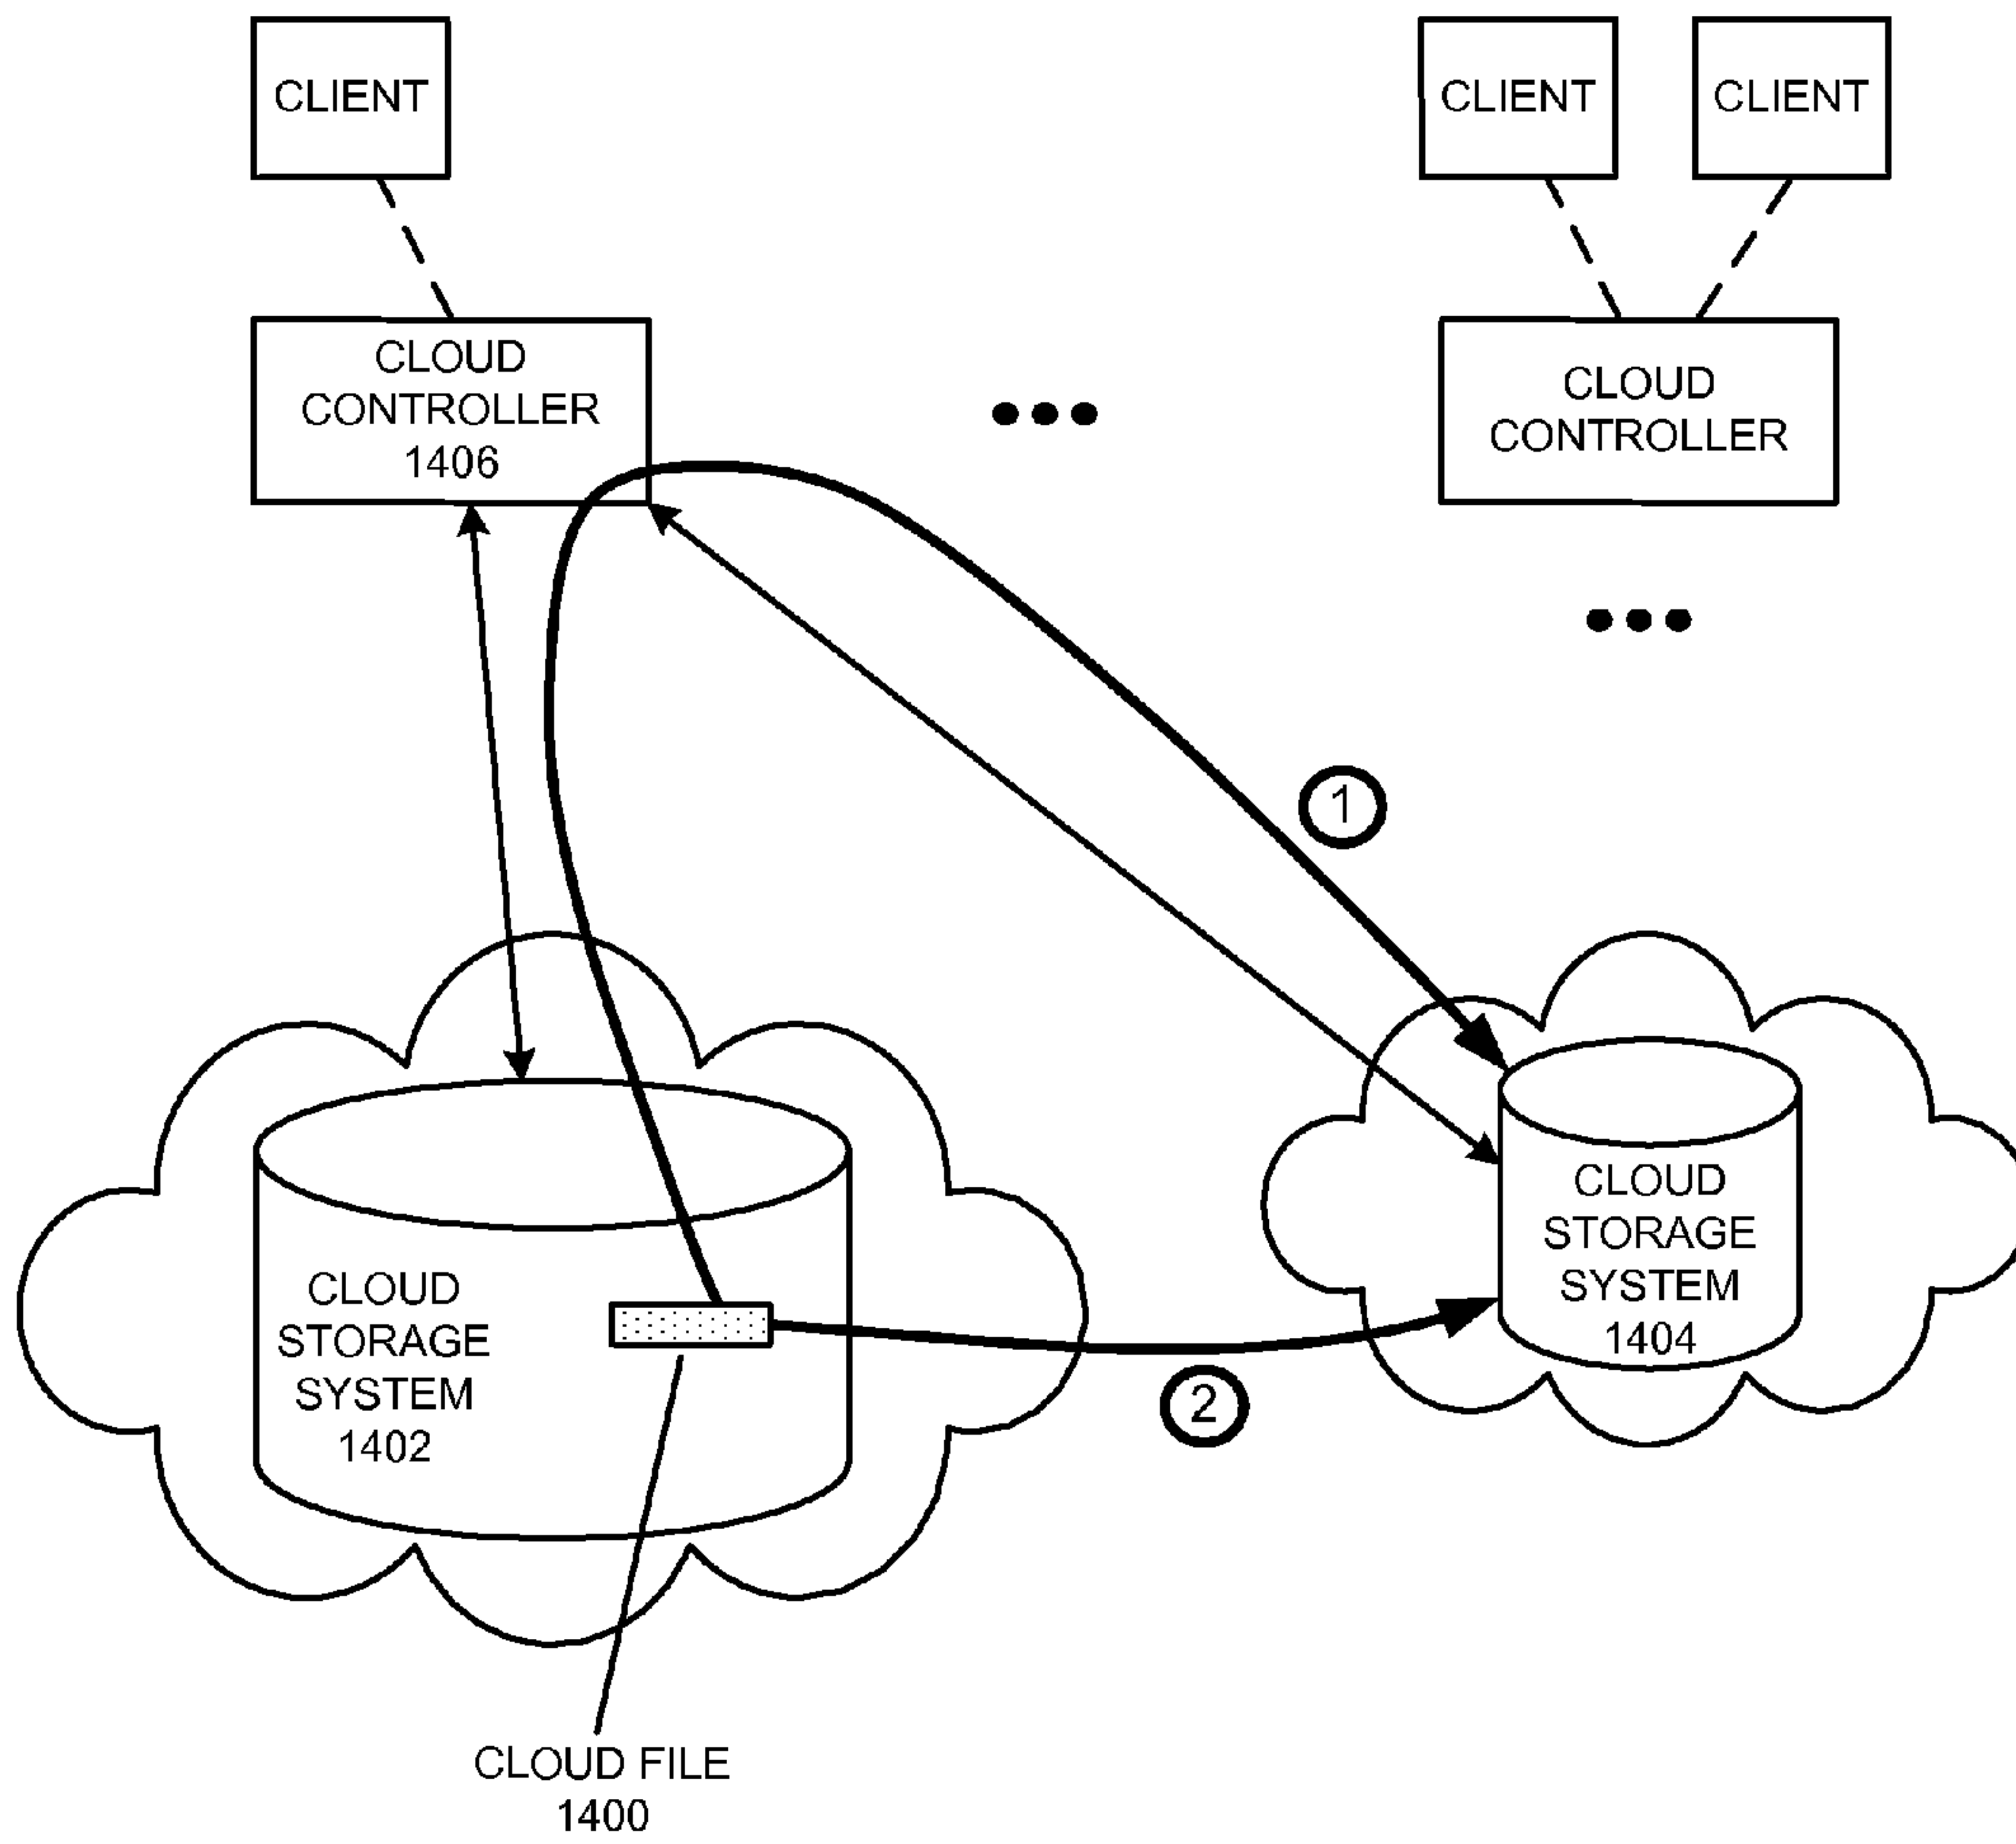 CLIENT
CLIENT
CLIENT
CLOUD
CONTROLLER
1406
CLOUD
CONTROLLER
1
CLOUD
STORAGE
SYSTEM
1404
CLOUD
STORAGE
SYSTEM
1402
2
CLOUD FILE
1400